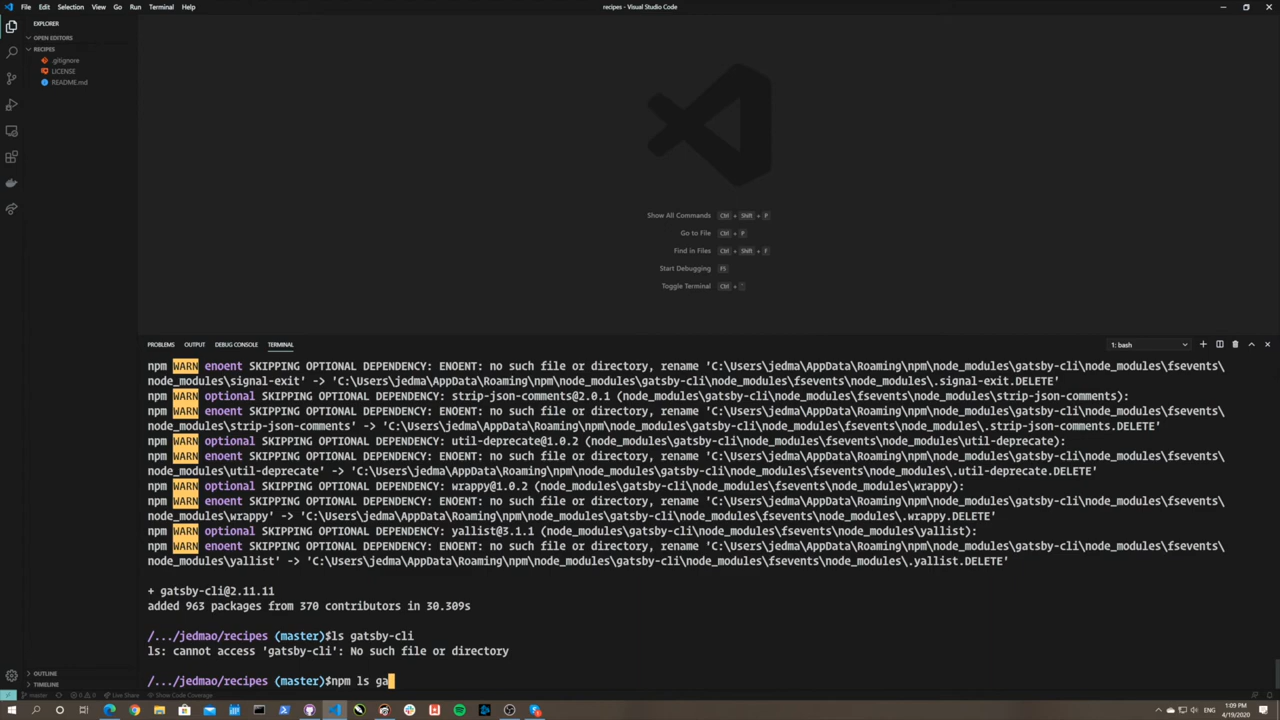 File Edit Selection View Go Run Terminal Help
recipes - Visual Studio Code
EXPLORER
OPEN EDITORS
RECIPES
.gitignore
LICENSE
README.md
Show All Commands Ctrl + Shift + P
Go to File Ctrl + P
Find in Files Ctrl + Shift + F
Start Debugging F5
Toggle Terminal Ctrl + `
PROBLEMS OUTPUT DEBUG CONSOLE TERMINAL
1: bash
npm WARN enoent SKIPPING OPTIONAL DEPENDENCY: ENOENT: no such file or directory, rename 'C:\Users\jedma\AppData\Roaming\npm\node_modules\gatsby-cli\node_modules\fsevents\
node_modules\signal-exit' -> 'C:\Users\jedma\AppData\Roaming\npm\node_modules\gatsby-cli\node_modules\fsevents\node_modules\.signal-exit.DELETE'
npm WARN optional SKIPPING OPTIONAL DEPENDENCY: strip-json-comments@2.0.1 (node_modules\gatsby-cli\node_modules\fsevents\node_modules\strip-json-comments):
npm WARN enoent SKIPPING OPTIONAL DEPENDENCY: ENOENT: no such file or directory, rename 'C:\Users\jedma\AppData\Roaming\npm\node_modules\gatsby-cli\node_modules\fsevents\
node_modules\strip-json-comments' -> 'C:\Users\jedma\AppData\Roaming\npm\node_modules\gatsby-cli\node_modules\fsevents\node_modules\.strip-json-comments.DELETE'
npm WARN optional SKIPPING OPTIONAL DEPENDENCY: util-deprecate@1.0.2 (node_modules\gatsby-cli\node_modules\fsevents\node_modules\util-deprecate):
npm WARN enoent SKIPPING OPTIONAL DEPENDENCY: ENOENT: no such file or directory, rename 'C:\Users\jedma\AppData\Roaming\npm\node_modules\gatsby-cli\node_modules\fsevents\
node_modules\util-deprecate' -> 'C:\Users\jedma\AppData\Roaming\npm\node_modules\gatsby-cli\node_modules\fsevents\node_modules\.util-deprecate.DELETE'
npm WARN optional SKIPPING OPTIONAL DEPENDENCY: wrappy@1.0.2 (node_modules\gatsby-cli\node_modules\fsevents\node_modules\wrappy):
npm WARN enoent SKIPPING OPTIONAL DEPENDENCY: ENOENT: no such file or directory, rename 'C:\Users\jedma\AppData\Roaming\npm\node_modules\gatsby-cli\node_modules\fsevents\
node_modules\wrappy' -> 'C:\Users\jedma\AppData\Roaming\npm\node_modules\gatsby-cli\node_modules\fsevents\node_modules\.wrappy.DELETE'
npm WARN optional SKIPPING OPTIONAL DEPENDENCY: yallist@3.1.1 (node_modules\gatsby-cli\node_modules\fsevents\node_modules\yallist):
npm WARN enoent SKIPPING OPTIONAL DEPENDENCY: ENOENT: no such file or directory, rename 'C:\Users\jedma\AppData\Roaming\npm\node_modules\gatsby-cli\node_modules\fsevents\
node_modules\yallist' -> 'C:\Users\jedma\AppData\Roaming\npm\node_modules\gatsby-cli\node_modules\fsevents\node_modules\.yallist.DELETE'
+ gatsby-cli@2.11.11
added 963 packages from 370 contributors in 30.309s
/.../jedmao/recipes (master)$ls gatsby-cli
ls: cannot access 'gatsby-cli': No such file or directory
/.../jedmao/recipes (master)$npm ls ga
OUTLINE
TIMELINE
master 0 0 Live Share Show Code Coverage
ENG
1:09 PM
4/19/2020